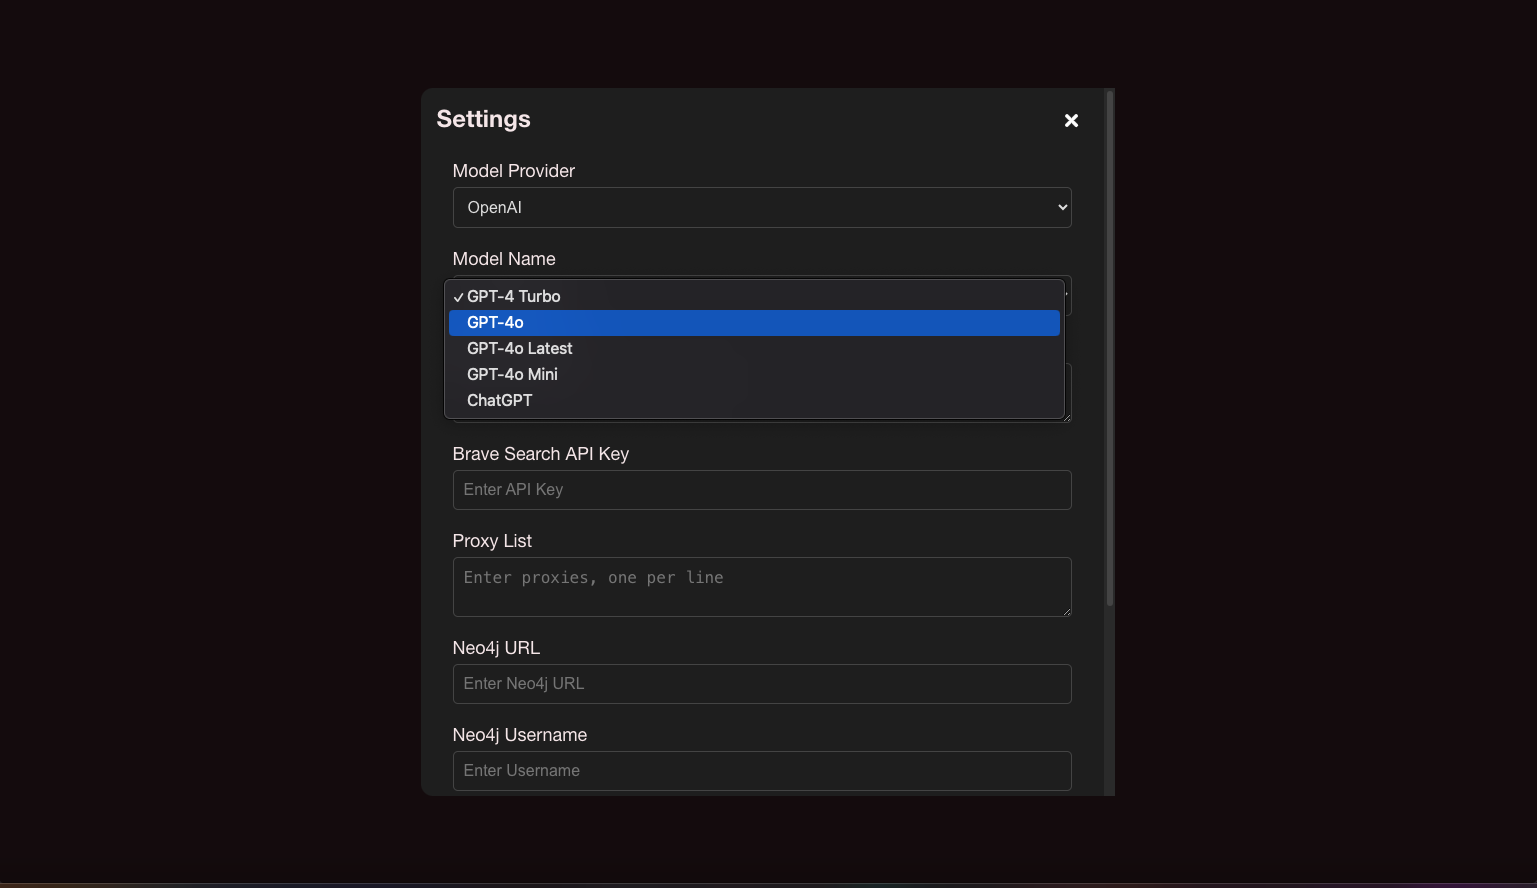 Settings
Model Provider
OpenAI
Model Name
✓ GPT-4 Turbo
GPT-4o
GPT-4o Latest
GPT-4o Mini
ChatGPT
Brave Search API Key
Enter API Key
Proxy List
Enter proxies, one per line
Neo4j URL
Enter Neo4j URL
Neo4j Username
Enter Username